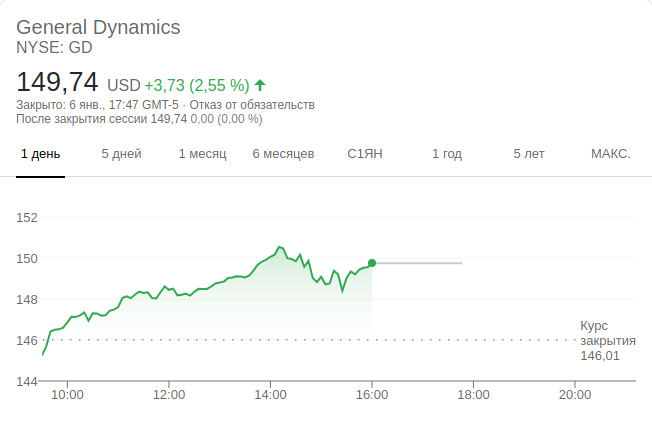 General Dynamics
NYSE: GD
149,74 USD +3,73 (2,55 %)
Закрыто: 6 янв., 17:47 GMT-5 · Отказ от обязательств
После закрытия сессии 149,74 0,00 (0,00 %)
1 день 5 дней 1 месяц 6 месяцев С1ЯН 1 год 5 лет МАКС.
152
150
148
Курс
146 закрытия
146,01
144
10:00 12:00 14:00 16:00 18:00 20:00